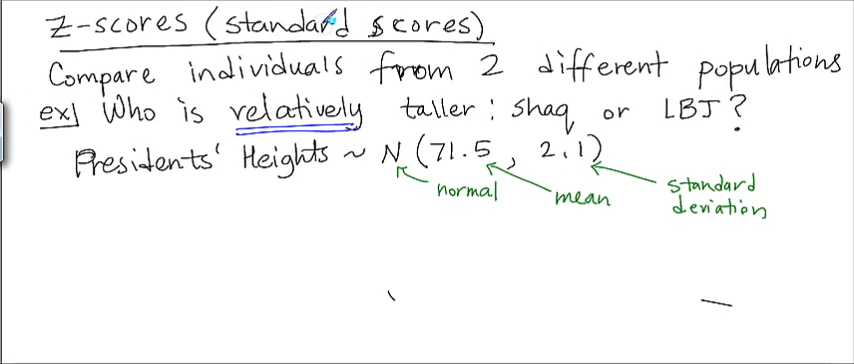 Z-scores (standard scores)
Compare individuals from 2 different populations
ex) Who is relatively taller: Shaq or LBJ?
Presidents' Heights ~ N (71.5, 2.1)
normal
mean
standard
deviation